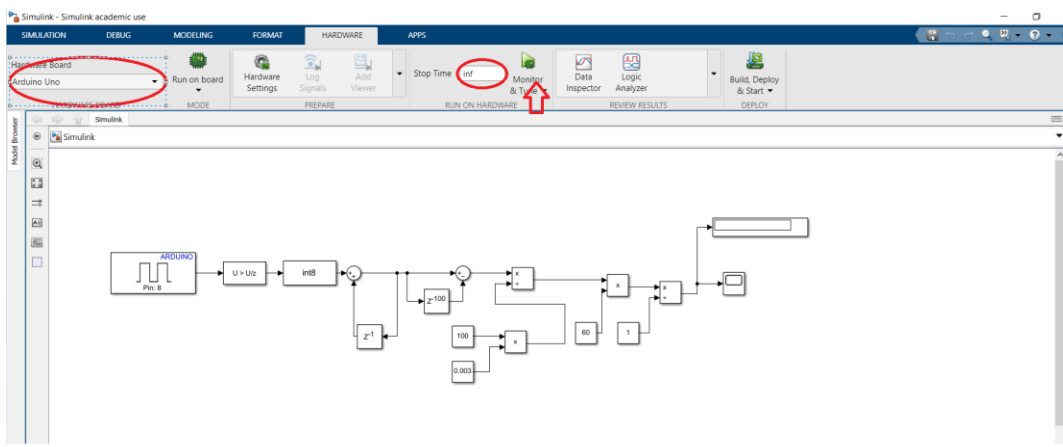 Simulink - Simulink academic use
SIMULATION DEBUG MODELING FORMAT HARDWARE APPS
Hardware Board
Arduino Uno
HARDWARE BOARD
Run on board
MODE
Hardware Settings
Log Signals
Add Viewer
PREPARE
Stop Time inf
Monitor & Tune
RUN ON HARDWARE
Data Inspector
Logic Analyzer
REVIEW RESULTS
Build, Deploy & Start
DEPLOY
Simulink
Model Browser
Simulink
ARDUINO
Pin: 8
U > U/z
int8
+
+
z-1
z-100
+
-
100
0.003
x
x
÷
60
x
1
x
÷